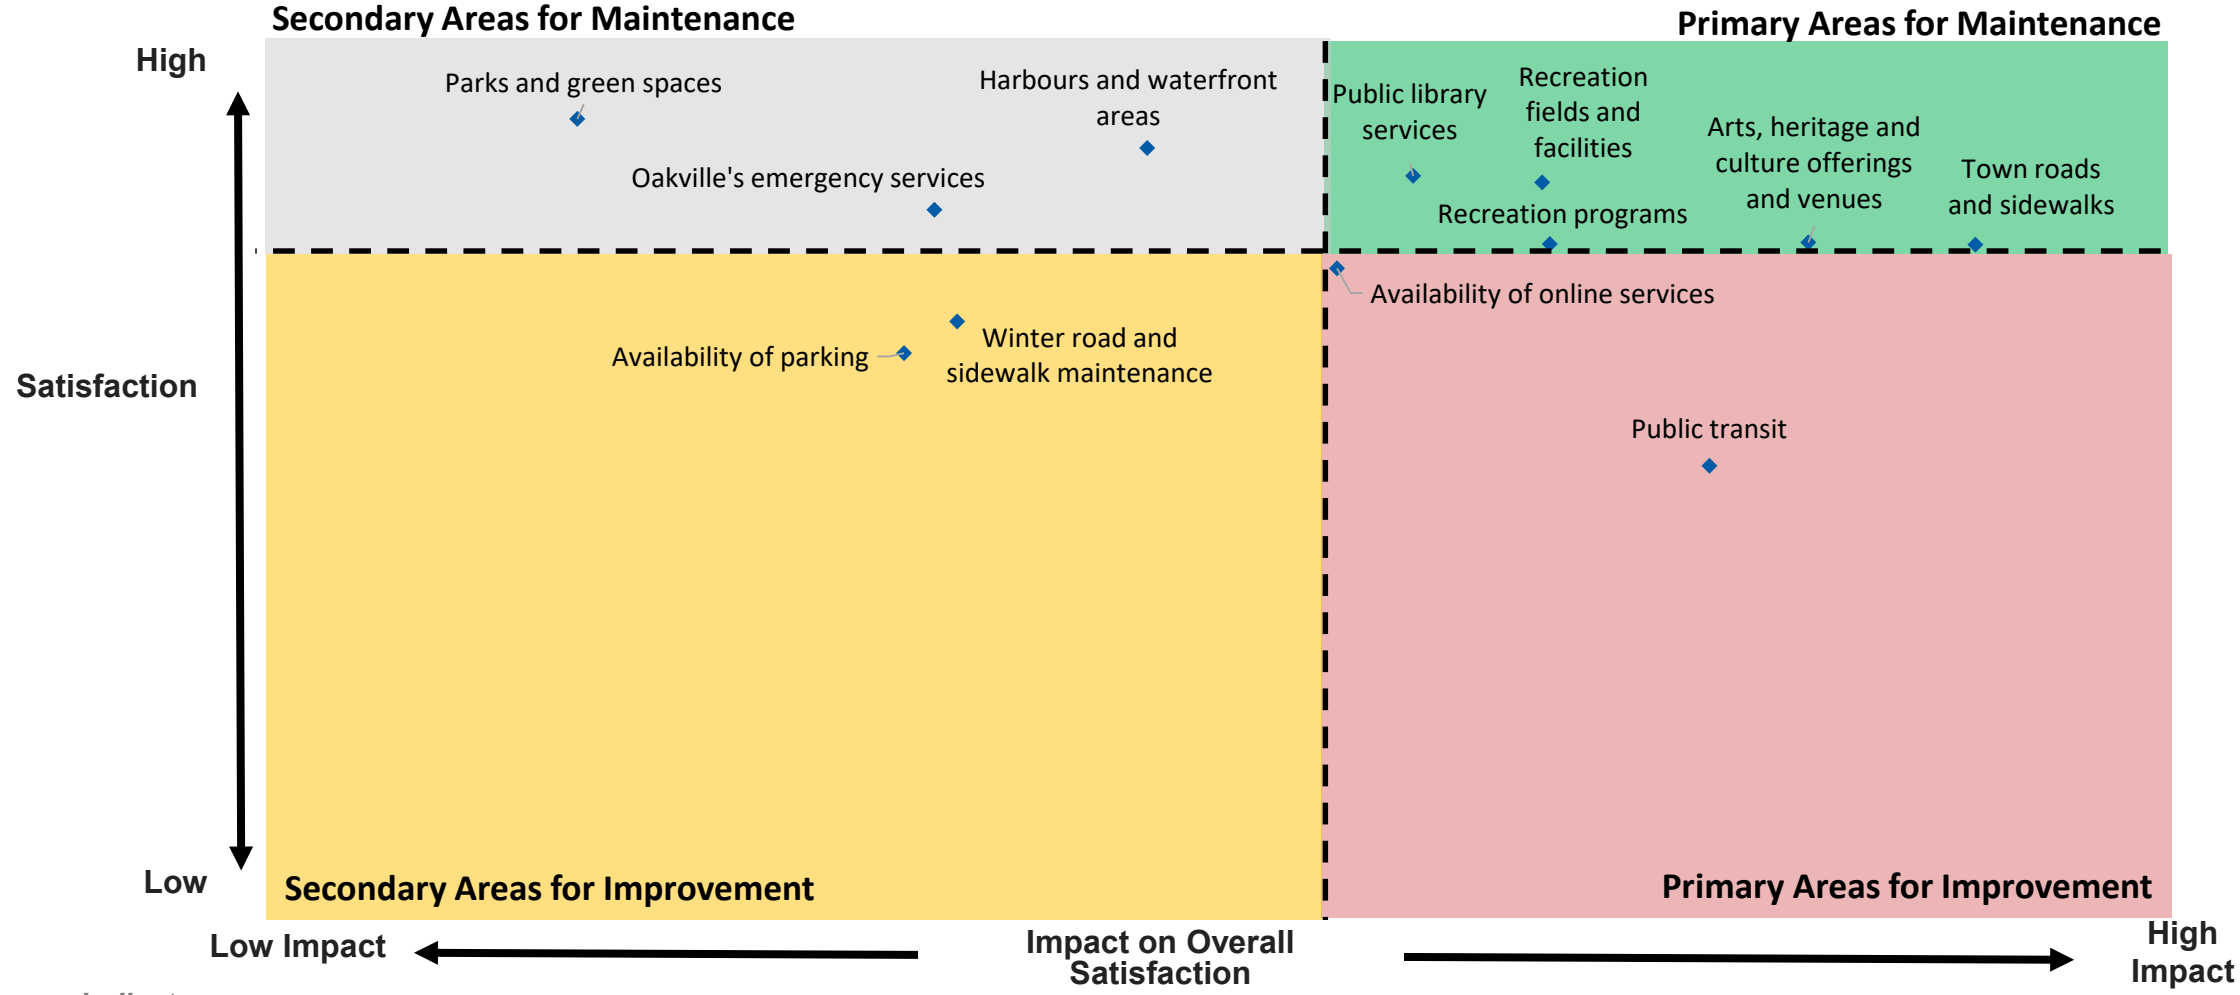 Secondary Areas for Maintenance
Primary Areas for Maintenance
High
Parks and green spaces
Harbours and waterfront
areas
Oakville's emergency services
Public library
services
Recreation
fields and
facilities
Recreation programs
Arts, heritage and
culture offerings
and venues
Town roads
and sidewalks
Availability of online services
Winter road and
sidewalk maintenance
Availability of parking
Satisfaction
Public transit
Low
Secondary Areas for Improvement
Primary Areas for Improvement
Low Impact
Impact on Overall
Satisfaction
High
Impact